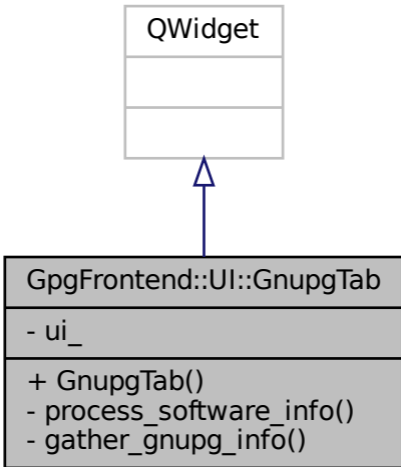 QWidget
GpgFrontend::UI::GnupgTab
- ui_
+ GnupgTab()
- process_software_info()
- gather_gnupg_info()